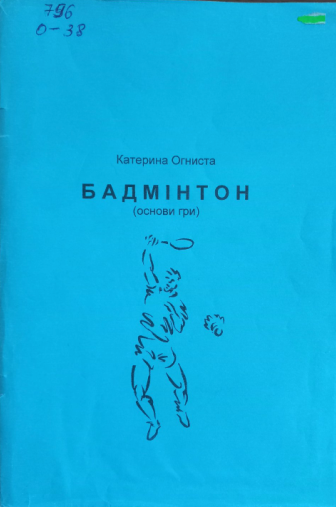 796
О-38
Катерина Огниста
БАДМІНТОН
(основи гри)